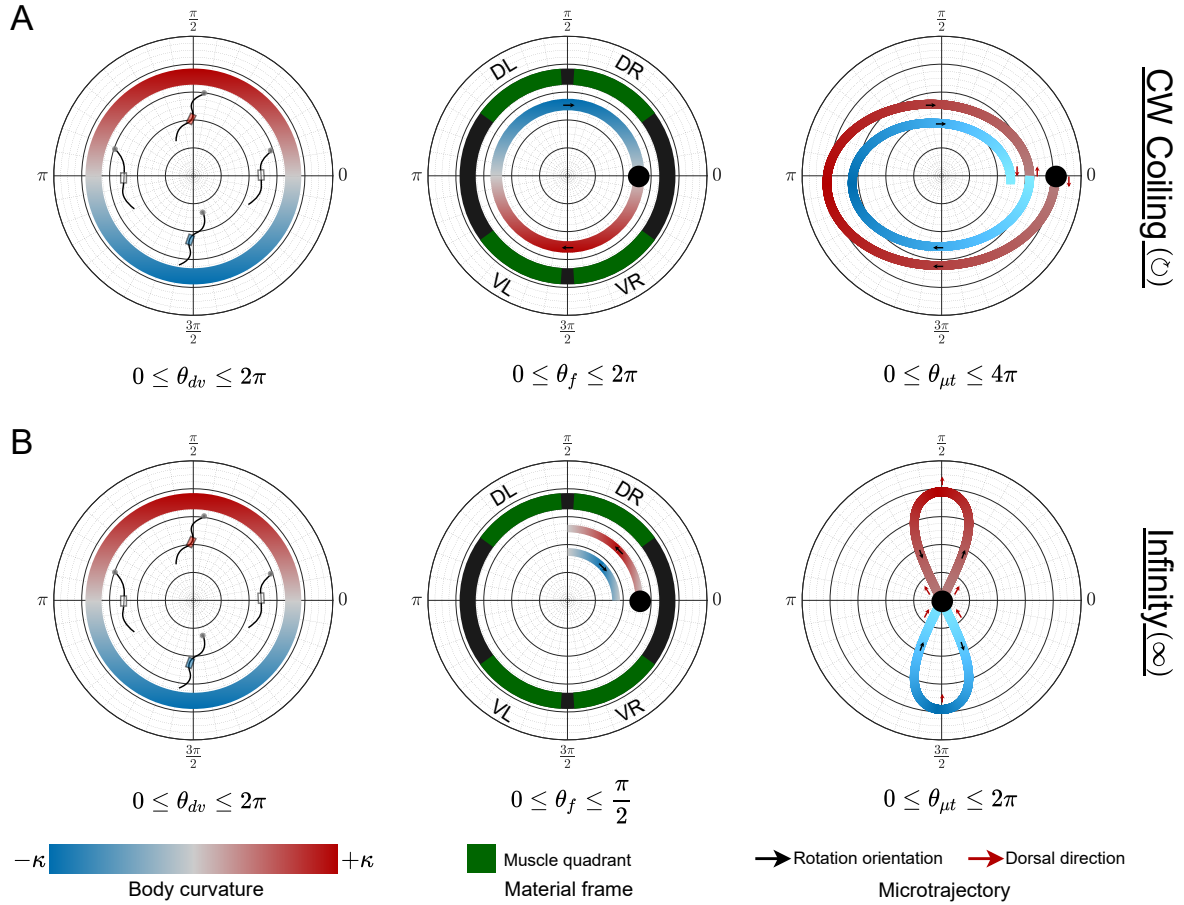 A
π/2
π/2
π/2
DL
DR
π
0
π
0
π
0
VL
VR
3π/2
3π/2
3π/2
CW Coiling (↻)
0 ≤ θ_dv ≤ 2π
0 ≤ θ_f ≤ 2π
0 ≤ θ_μt ≤ 4π
B
π/2
π/2
π/2
DL
DR
π
0
π
0
π
0
VL
VR
3π/2
3π/2
3π/2
Infinity (∞)
0 ≤ θ_dv ≤ 2π
0 ≤ θ_f ≤ π/2
0 ≤ θ_μt ≤ 2π
−κ
+κ
Body curvature
Muscle quadrant
Material frame
Rotation orientation
Dorsal direction
Microtrajectory